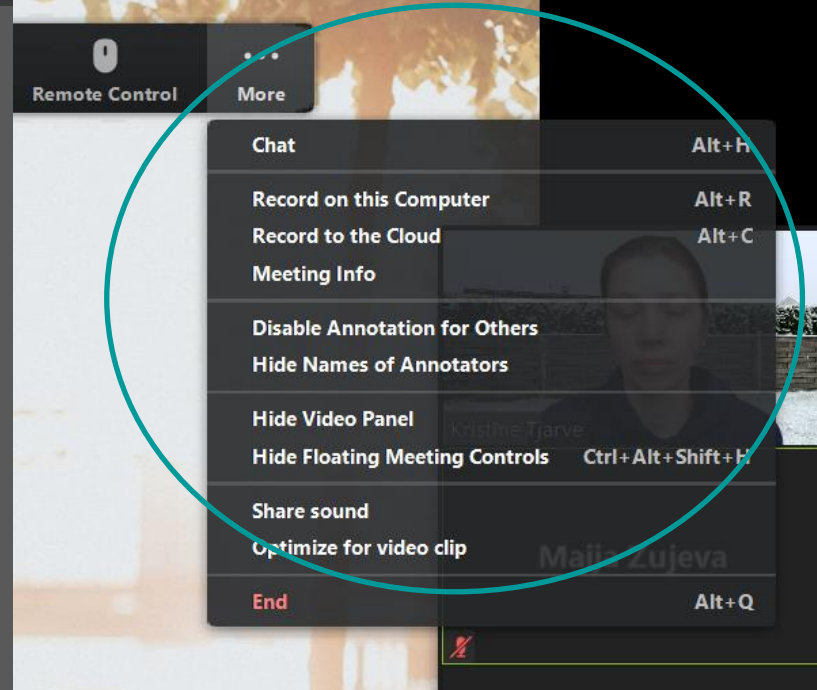 Remote Control
More
Chat Alt+H
Record on this Computer Alt+R
Record to the Cloud Alt+C
Meeting Info
Disable Annotation for Others
Hide Names of Annotators
Hide Video Panel
Kristine Tjarve
Hide Floating Meeting Controls Ctrl+Alt+Shift+H
Share sound
Optimize for video clip
Maija Zujeva
End Alt+Q